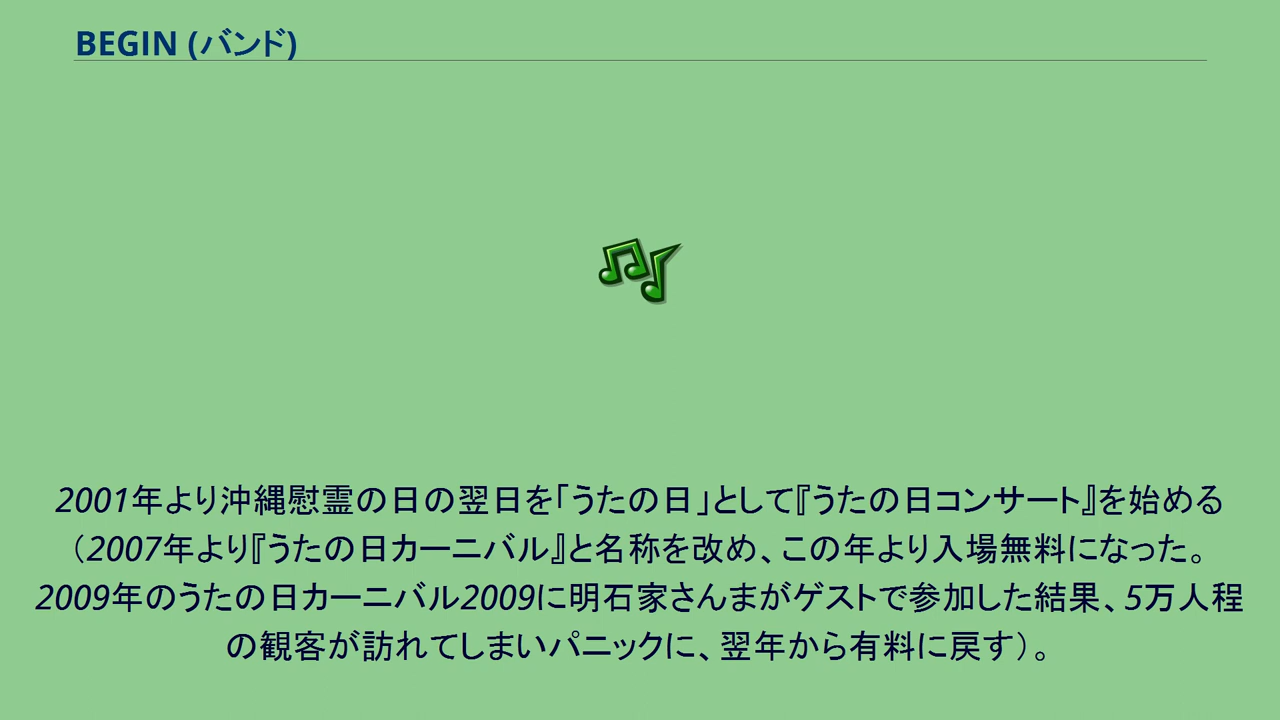 BEGIN (バンド)
2001年より沖縄慰霊の日の翌日を「うたの日」として『うたの日コンサート』を始める
（2007年より『うたの日カーニバル』と名称を改め、この年より入場無料になった。
2009年のうたの日カーニバル2009に明石家さんまがゲストで参加した結果、5万人程
の観客が訪れてしまいパニックに、翌年から有料に戻す）。